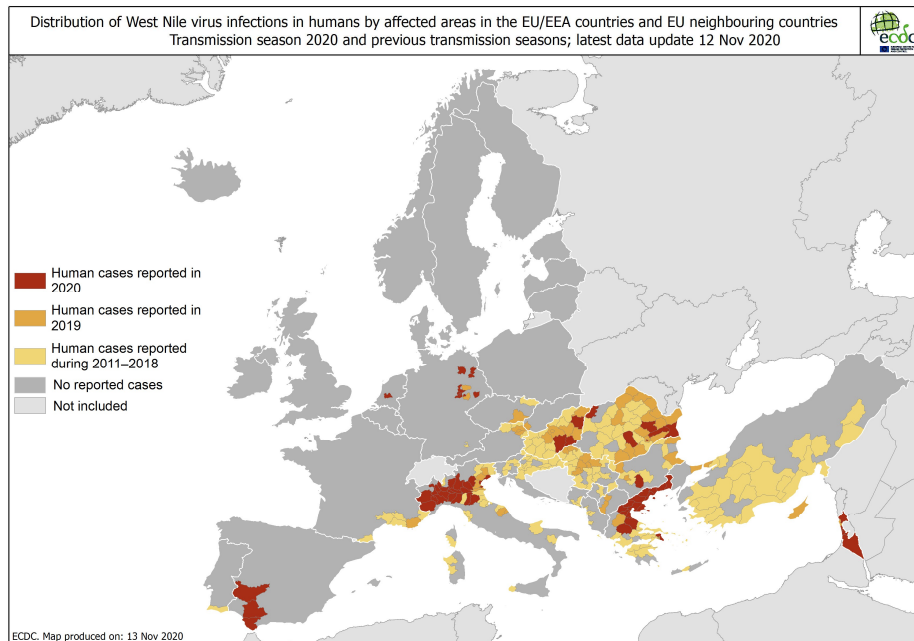 Distribution of West Nile virus infections in humans by affected areas in the EU/EEA countries and EU neighbouring countries
Transmission season 2020 and previous transmission seasons; latest data update 12 Nov 2020
ecdc
Human cases reported in
2020
Human cases reported in
2019
Human cases reported
during 2011–2018
No reported cases
Not included
ECDC. Map produced on: 13 Nov 2020